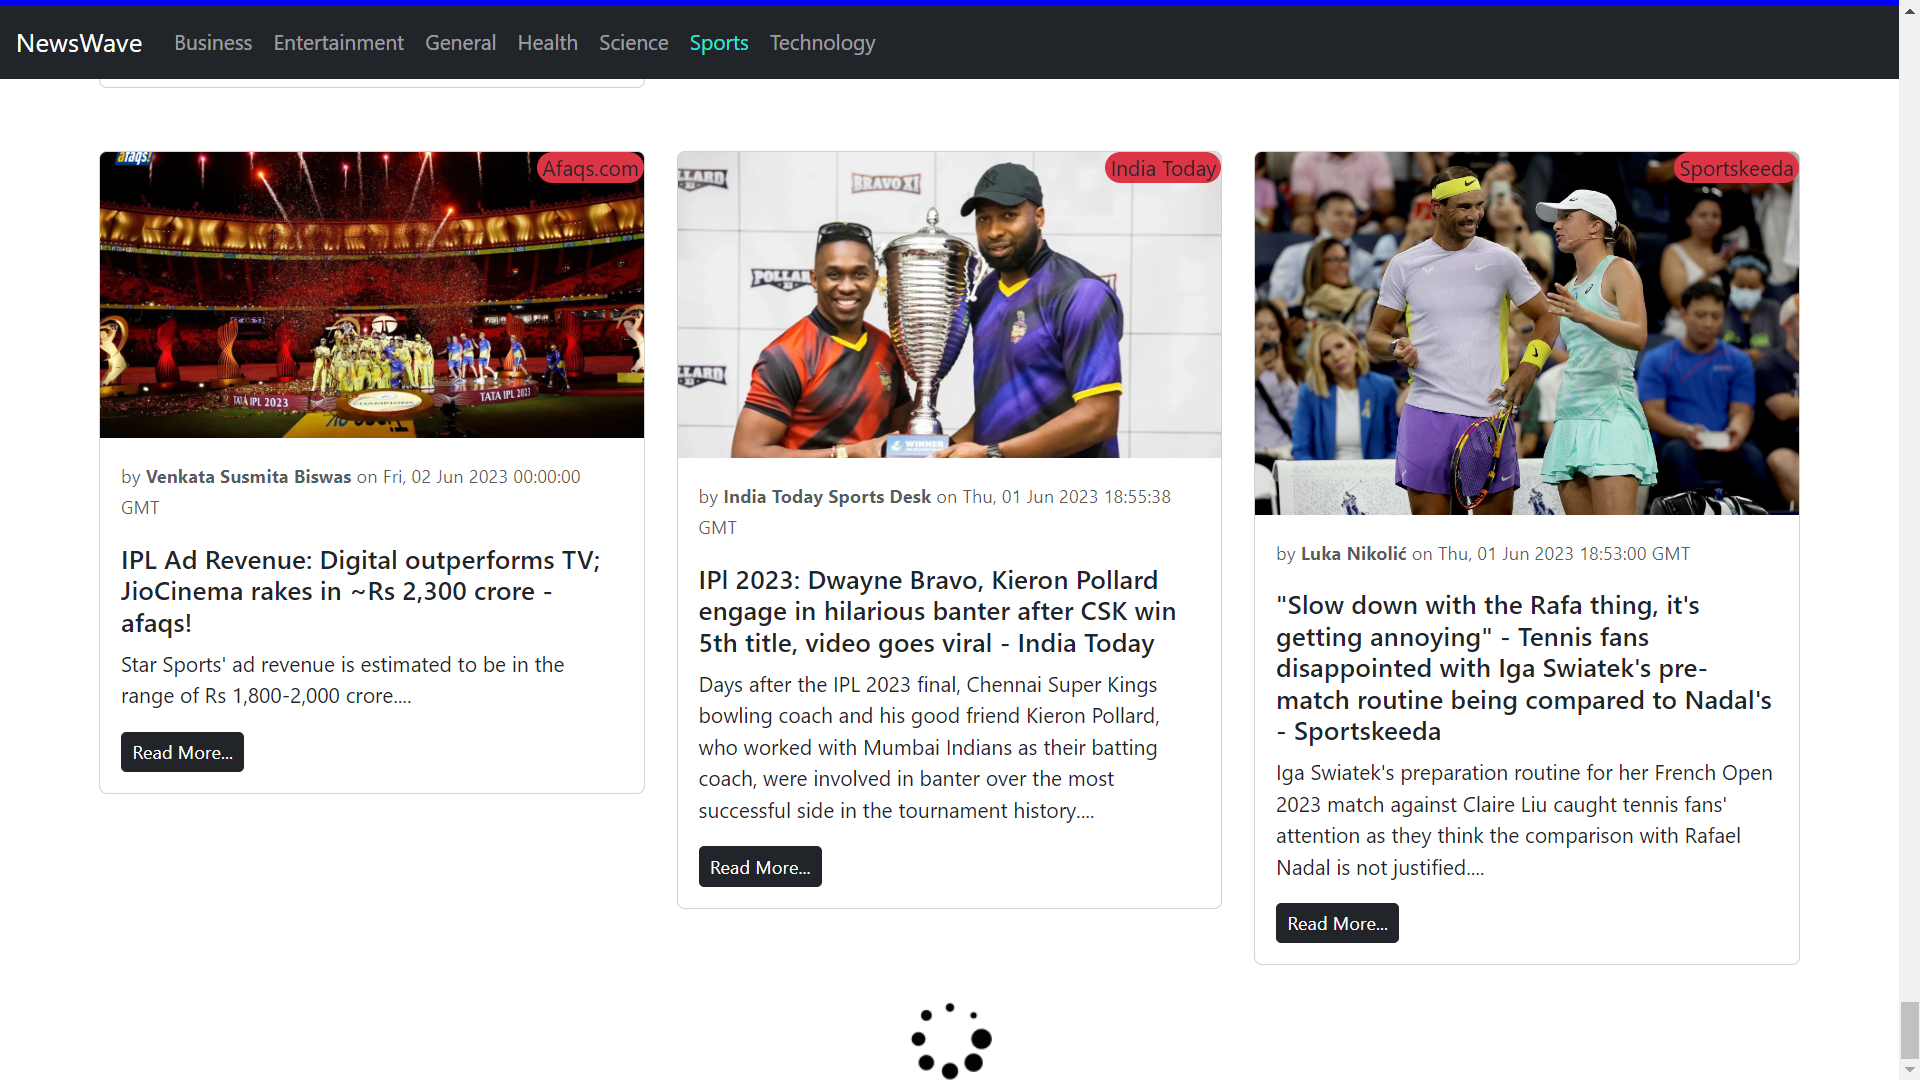 NewsWave Business Entertainment General Health Science Sports Technology
afaqs!
Afaqs.com
TATA IPL 2023
CHAMPIONS
TATA IPL 2023
by Venkata Susmita Biswas on Fri, 02 Jun 2023 00:00:00
GMT
IPL Ad Revenue: Digital outperforms TV;
JioCinema rakes in ~Rs 2,300 crore -
afaqs!
Star Sports' ad revenue is estimated to be in the
range of Rs 1,800-2,000 crore....
Read More...
India Today
BRAVO XI
WINNER
by India Today Sports Desk on Thu, 01 Jun 2023 18:55:38
GMT
IPl 2023: Dwayne Bravo, Kieron Pollard
engage in hilarious banter after CSK win
5th title, video goes viral - India Today
Days after the IPL 2023 final, Chennai Super Kings
bowling coach and his good friend Kieron Pollard,
who worked with Mumbai Indians as their batting
coach, were involved in banter over the most
successful side in the tournament history....
Read More...
Sportskeeda
by Luka Nikolić on Thu, 01 Jun 2023 18:53:00 GMT
"Slow down with the Rafa thing, it's
getting annoying" - Tennis fans
disappointed with Iga Swiatek's pre-
match routine being compared to Nadal's
- Sportskeeda
Iga Swiatek's preparation routine for her French Open
2023 match against Claire Liu caught tennis fans'
attention as they think the comparison with Rafael
Nadal is not justified....
Read More...